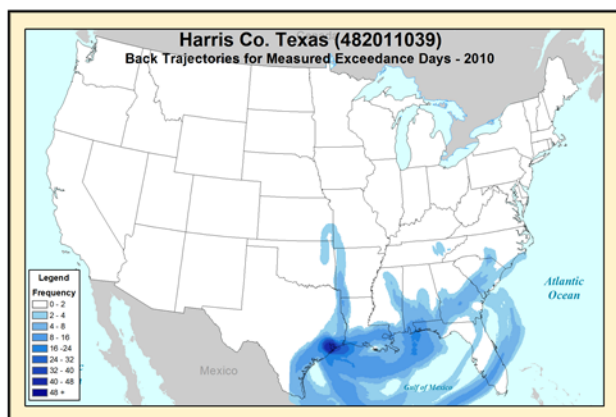 Harris Co. Texas (482011039)
Back Trajectories for Measured Exceedance Days - 2010
Atlantic
Ocean
Legend
Frequency
0 - 2
2 - 4
4 - 8
8 - 16
16 -24
24 - 32
32 - 40
40 - 48
48 +
Mexico
Gulf of Mexico